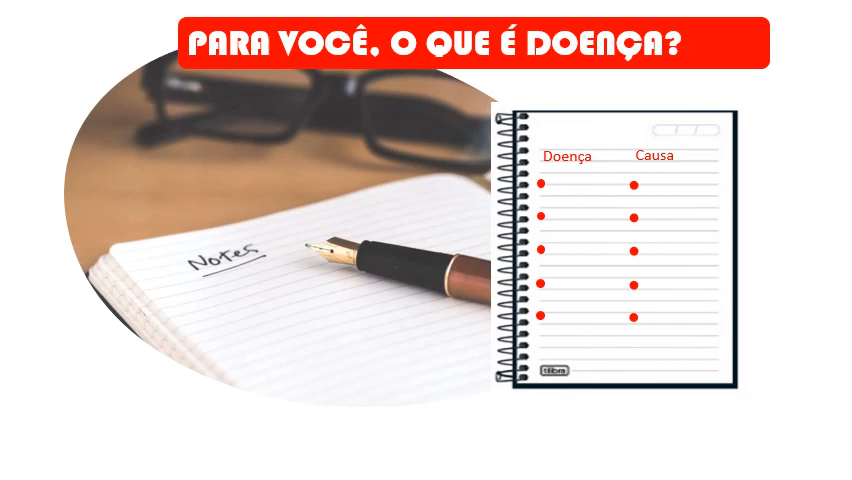 PARA VOCÊ, O QUE É DOENÇA?
Notes
Doença Causa
tilibra